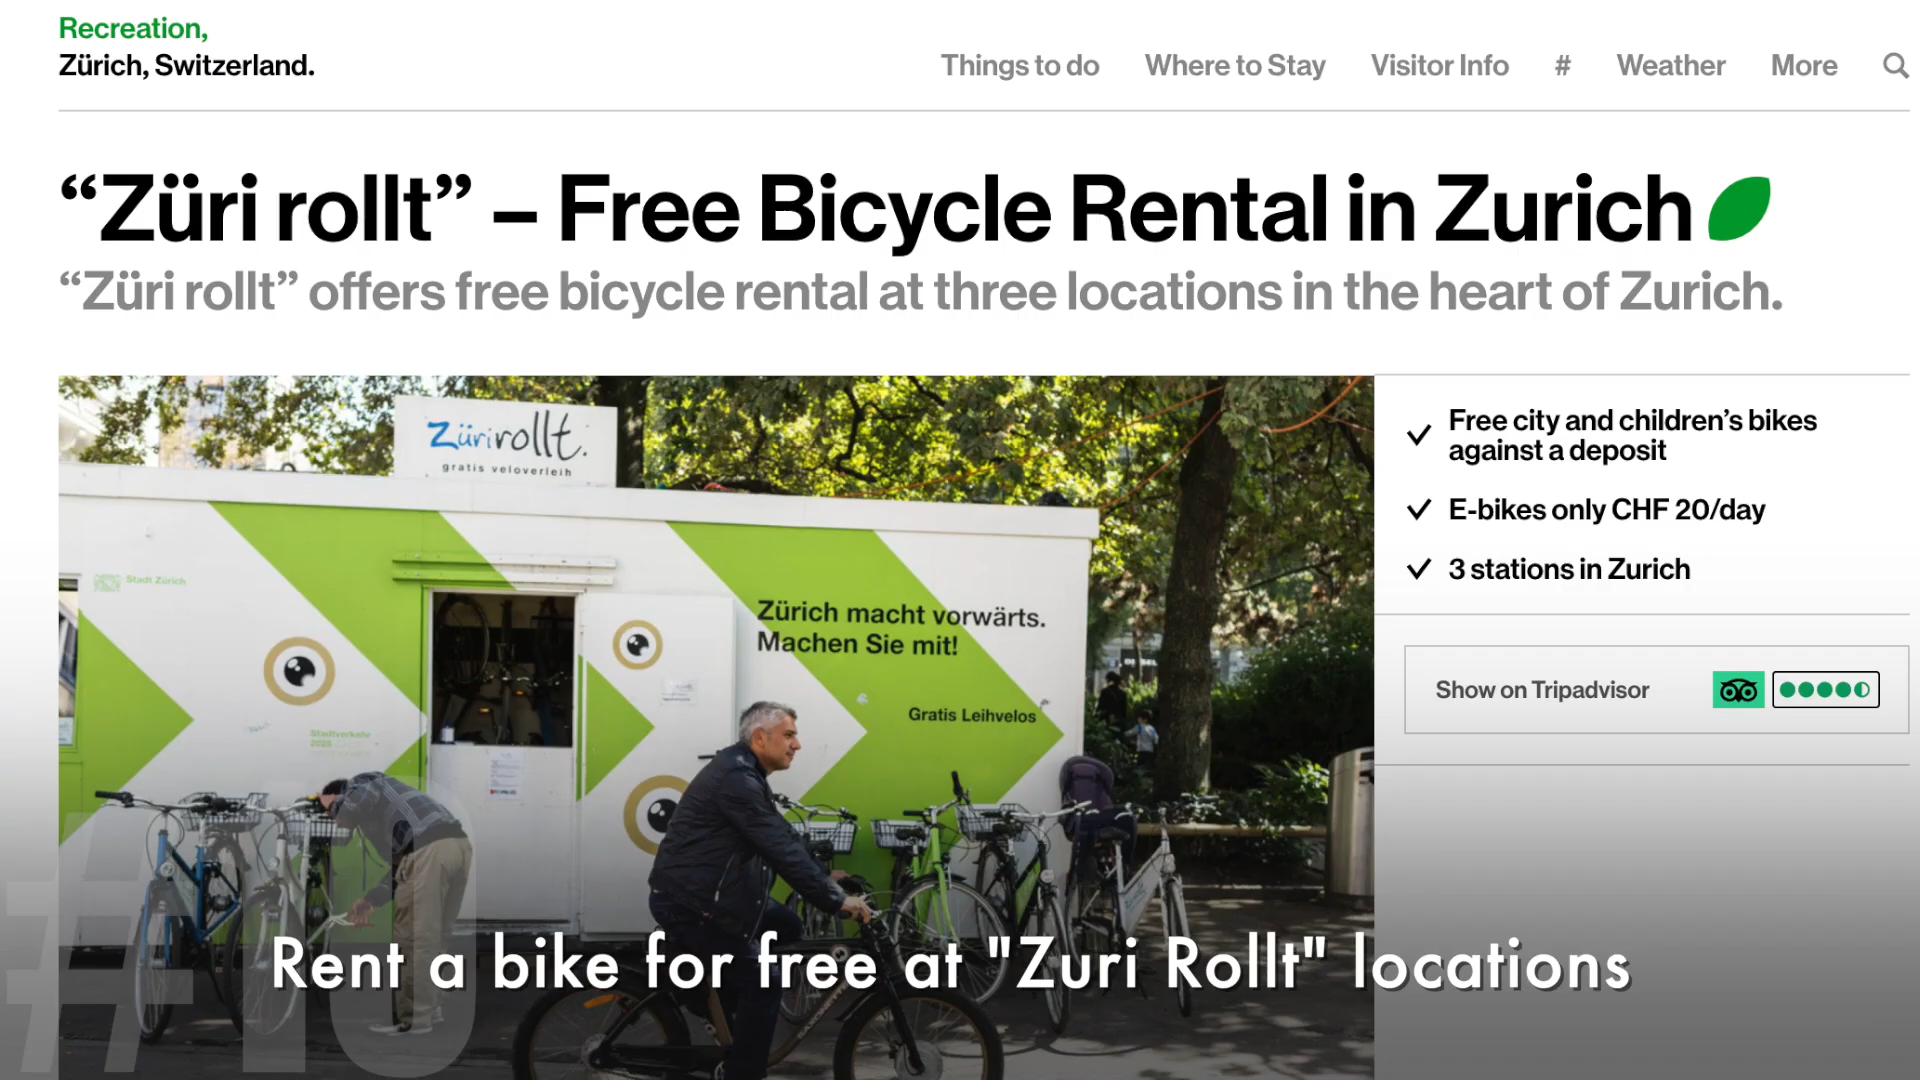 Recreation,
Zürich, Switzerland.
Things to do Where to Stay Visitor Info # Weather More
“Züri rollt” – Free Bicycle Rental in Zurich
“Züri rollt” offers free bicycle rental at three locations in the heart of Zurich.
Zürirollt.
gratis veloverleih
Stadt Zürich
Zürich macht vorwärts.
Machen Sie mit!
Gratis Leihvelos
Stadtverkehr
2025
Free city and children’s bikes
against a deposit
E-bikes only CHF 20/day
3 stations in Zurich
Show on Tripadvisor
#10
Rent a bike for free at "Zuri Rollt" locations